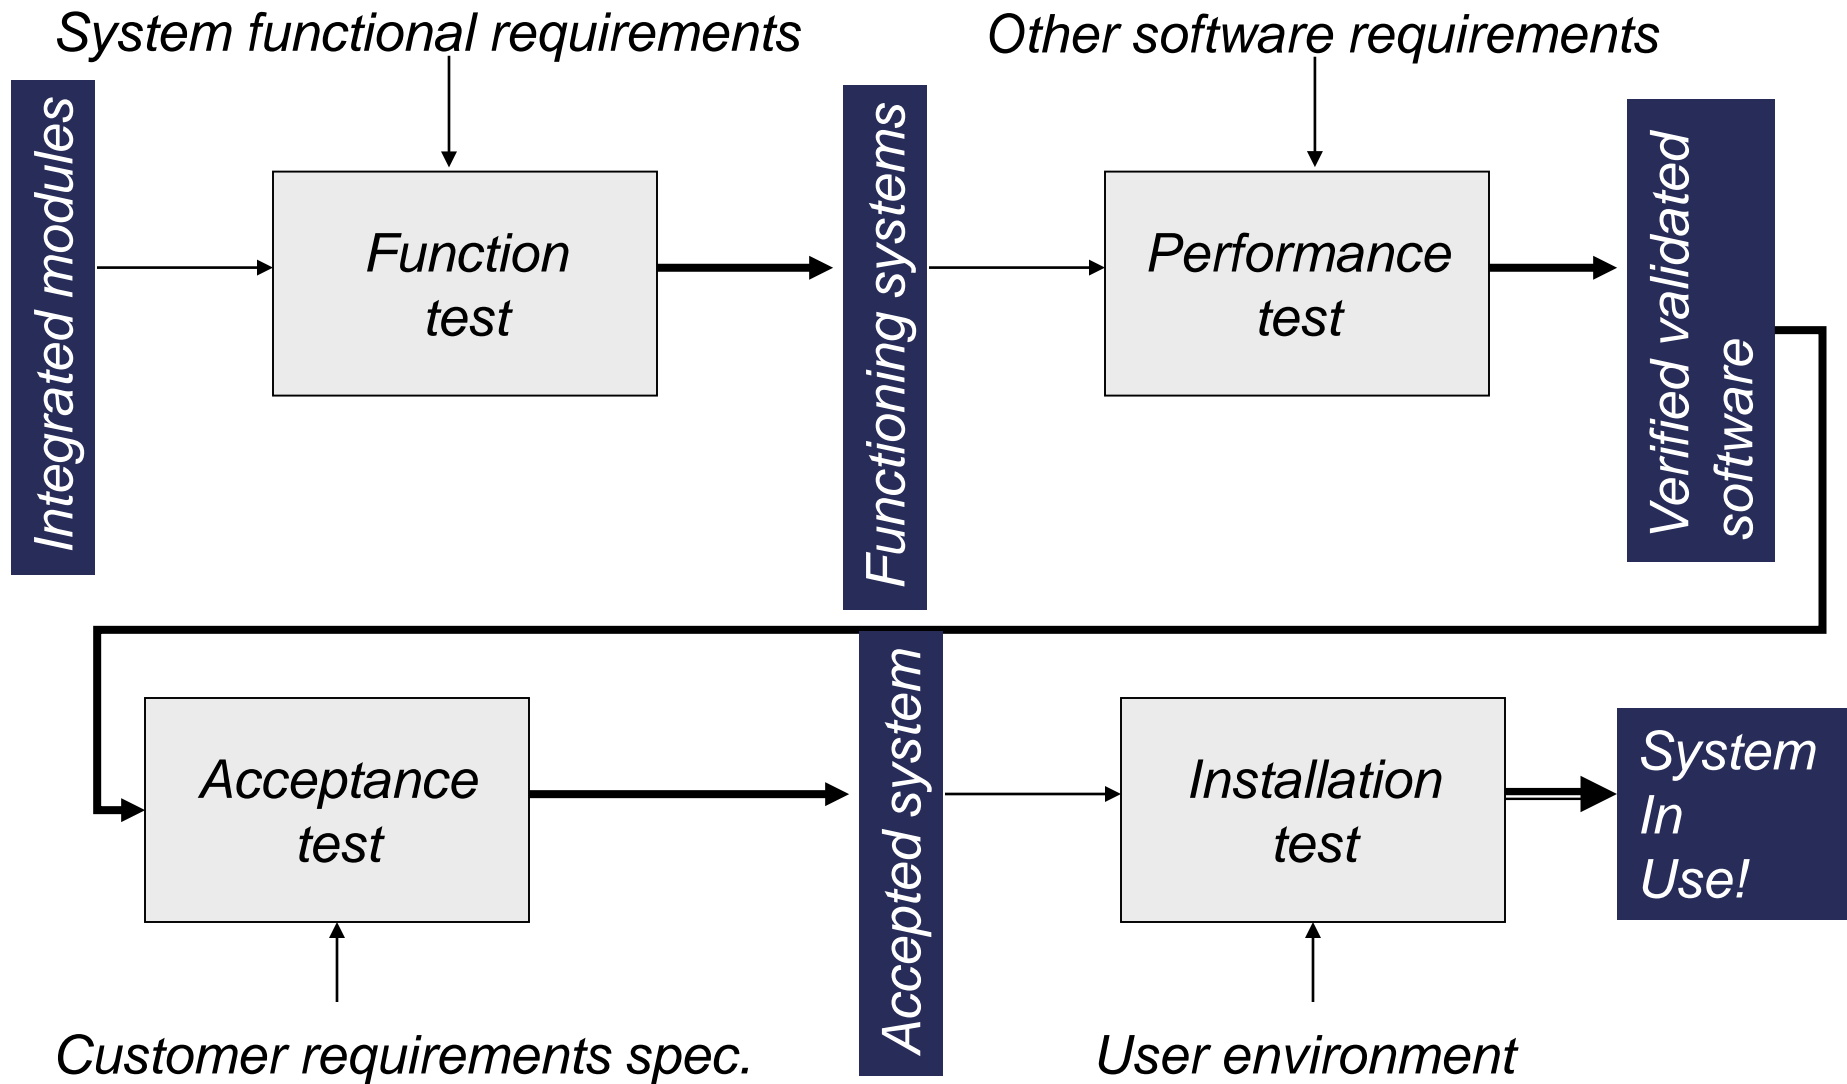 System functional requirements
Other software requirements
Integrated modules
Function
test
Functioning systems
Performance
test
Verified validated
software
Acceptance
test
Accepted system
Installation
test
System
In
Use!
Customer requirements spec.
User environment